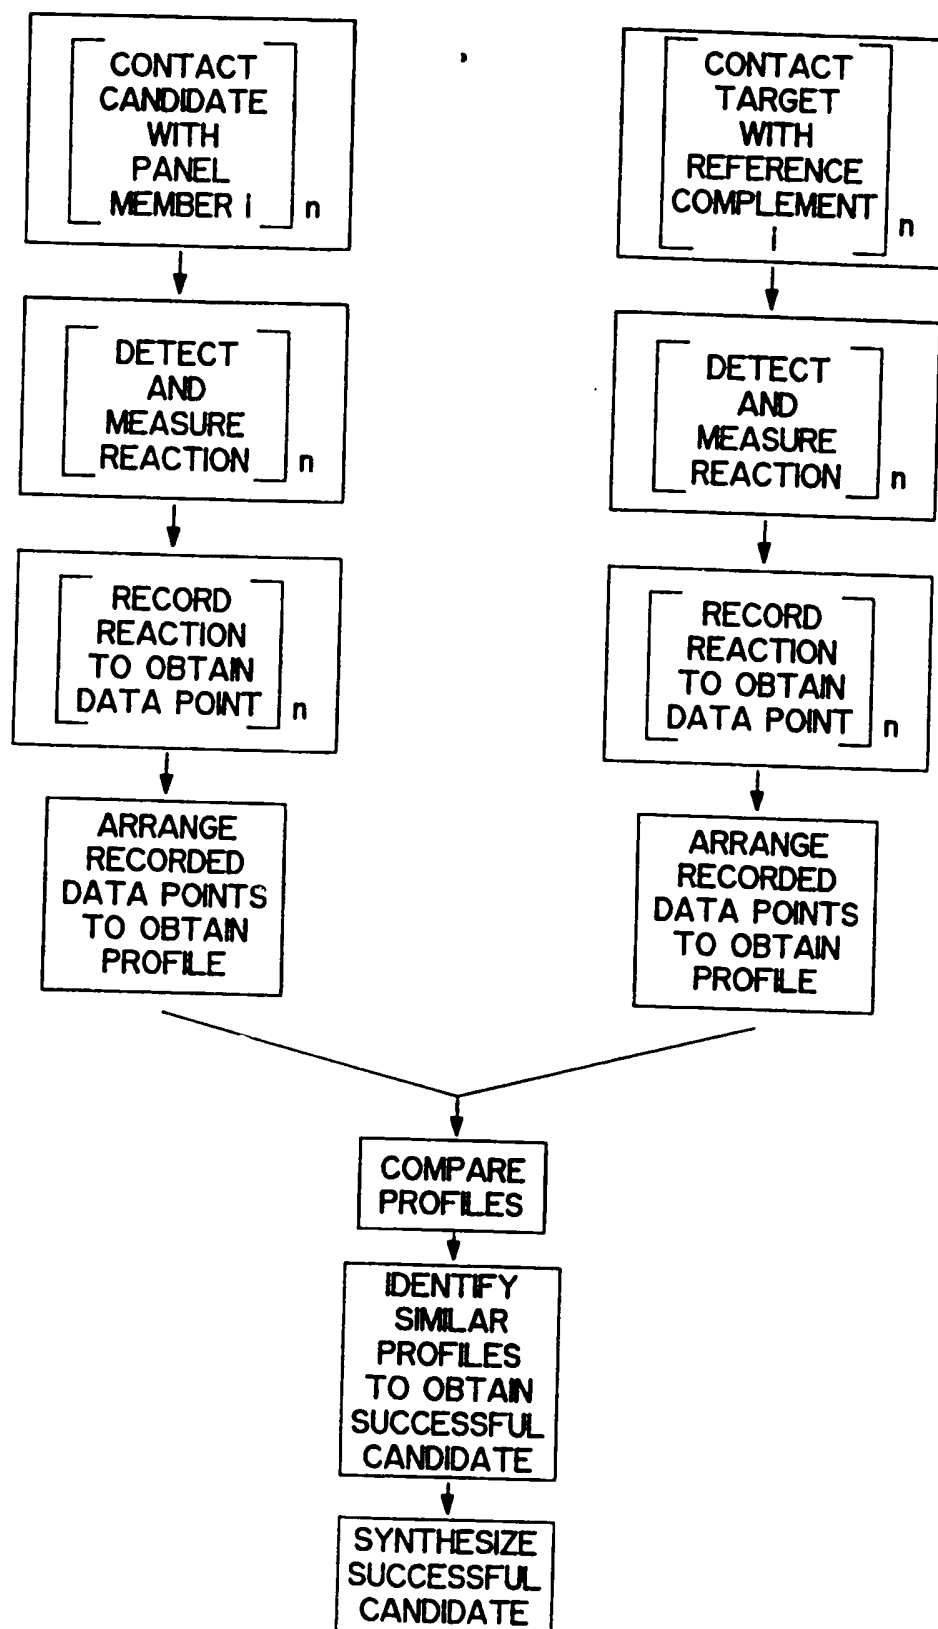 CONTACT
CANDIDATE
WITH
PANEL
MEMBER i
n
DETECT
AND
MEASURE
REACTION
n
RECORD
REACTION
TO OBTAIN
DATA POINT
n
ARRANGE
RECORDED
DATA POINTS
TO OBTAIN
PROFILE
CONTACT
TARGET
WITH
REFERENCE
COMPLEMENT
i
n
DETECT
AND
MEASURE
REACTION
n
RECORD
REACTION
TO OBTAIN
DATA POINT
n
ARRANGE
RECORDED
DATA POINTS
TO OBTAIN
PROFILE
COMPARE
PROFILES
IDENTIFY
SIMILAR
PROFILES
TO OBTAIN
SUCCESSFUL
CANDIDATE
SYNTHESIZE
SUCCESSFUL
CANDIDATE